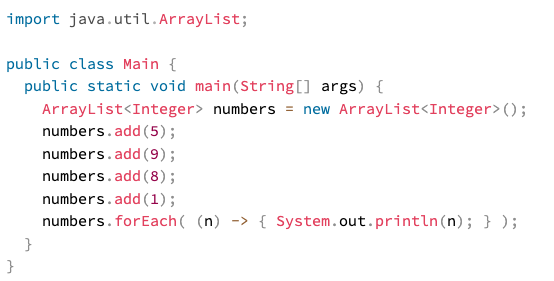 import java.util.ArrayList;
public class Main {
  public static void main(String[] args) {
    ArrayList<Integer> numbers = new ArrayList<Integer>();
    numbers.add(5);
    numbers.add(9);
    numbers.add(8);
    numbers.add(1);
    numbers.forEach( (n) -> { System.out.println(n); } );
  }
}